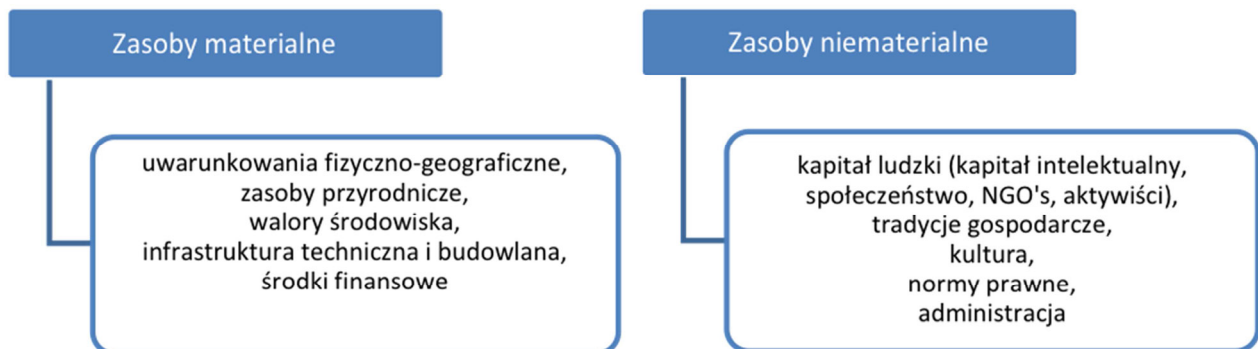 Zasoby materialne
uwarunkowania fizyczno-geograficzne,
zasoby przyrodnicze,
walory środowiska,
infrastruktura techniczna i budowlana,
środki finansowe
Zasoby niematerialne
kapitał ludzki (kapitał intelektualny,
społeczeństwo, NGO's, aktywiści),
tradycje gospodarcze,
kultura,
normy prawne,
administracja